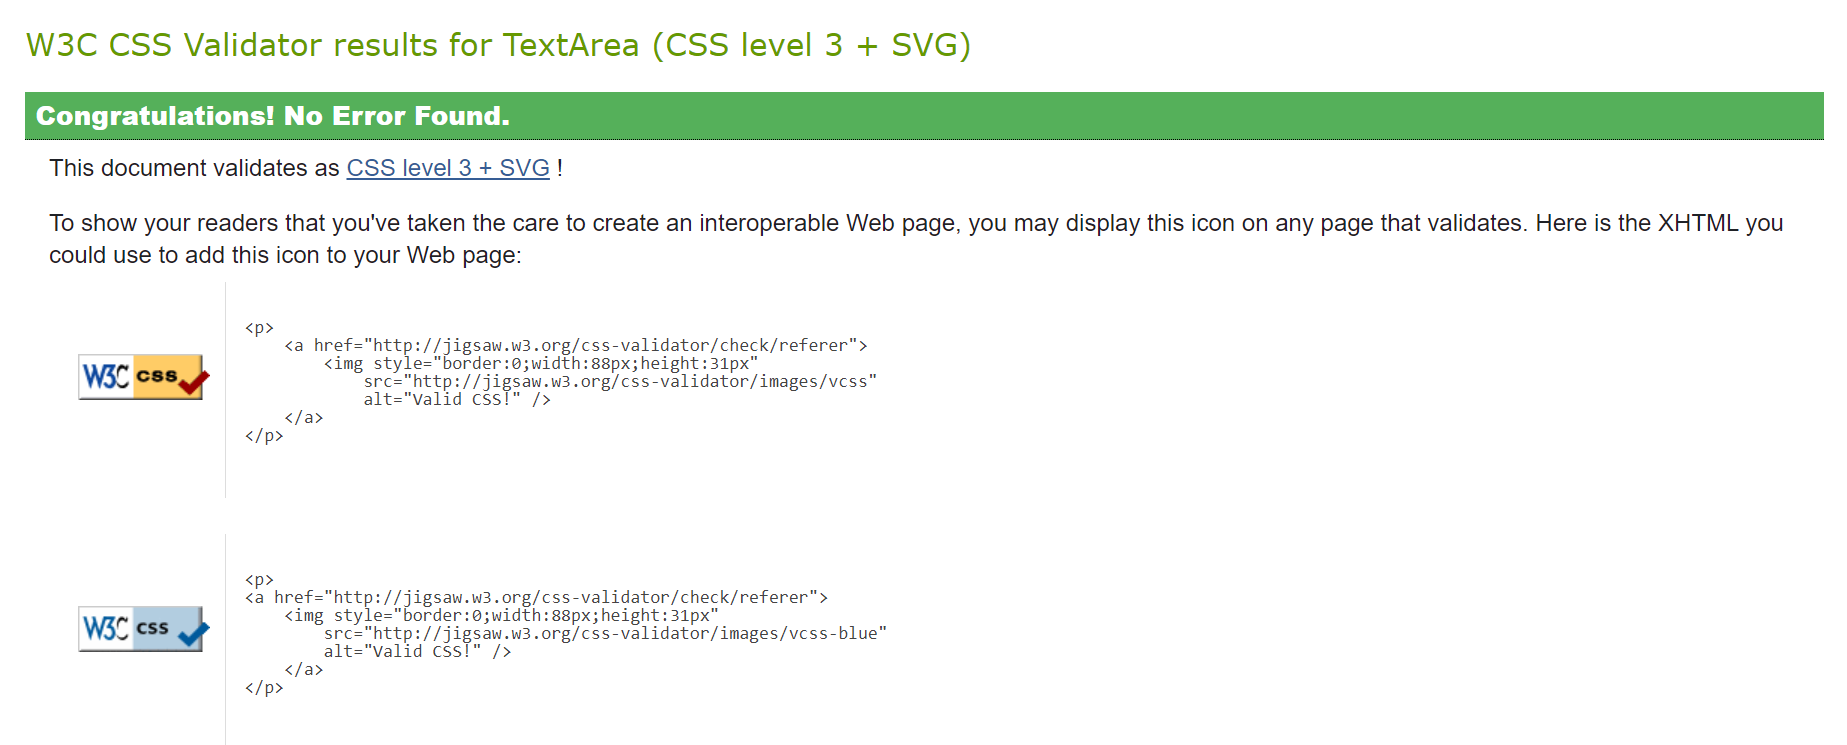 W3C CSS Validator results for TextArea (CSS level 3 + SVG)
Congratulations! No Error Found.
This document validates as CSS level 3 + SVG !
To show your readers that you've taken the care to create an interoperable Web page, you may display this icon on any page that validates. Here is the XHTML you
could use to add this icon to your Web page:
W3C css
<p>
    <a href="http://jigsaw.w3.org/css-validator/check/referer">
        <img style="border:0;width:88px;height:31px"
            src="http://jigsaw.w3.org/css-validator/images/vcss"
            alt="Valid CSS!" />
    </a>
</p>
W3C css
<p>
<a href="http://jigsaw.w3.org/css-validator/check/referer">
    <img style="border:0;width:88px;height:31px"
        src="http://jigsaw.w3.org/css-validator/images/vcss-blue"
        alt="Valid CSS!" />
    </a>
</p>